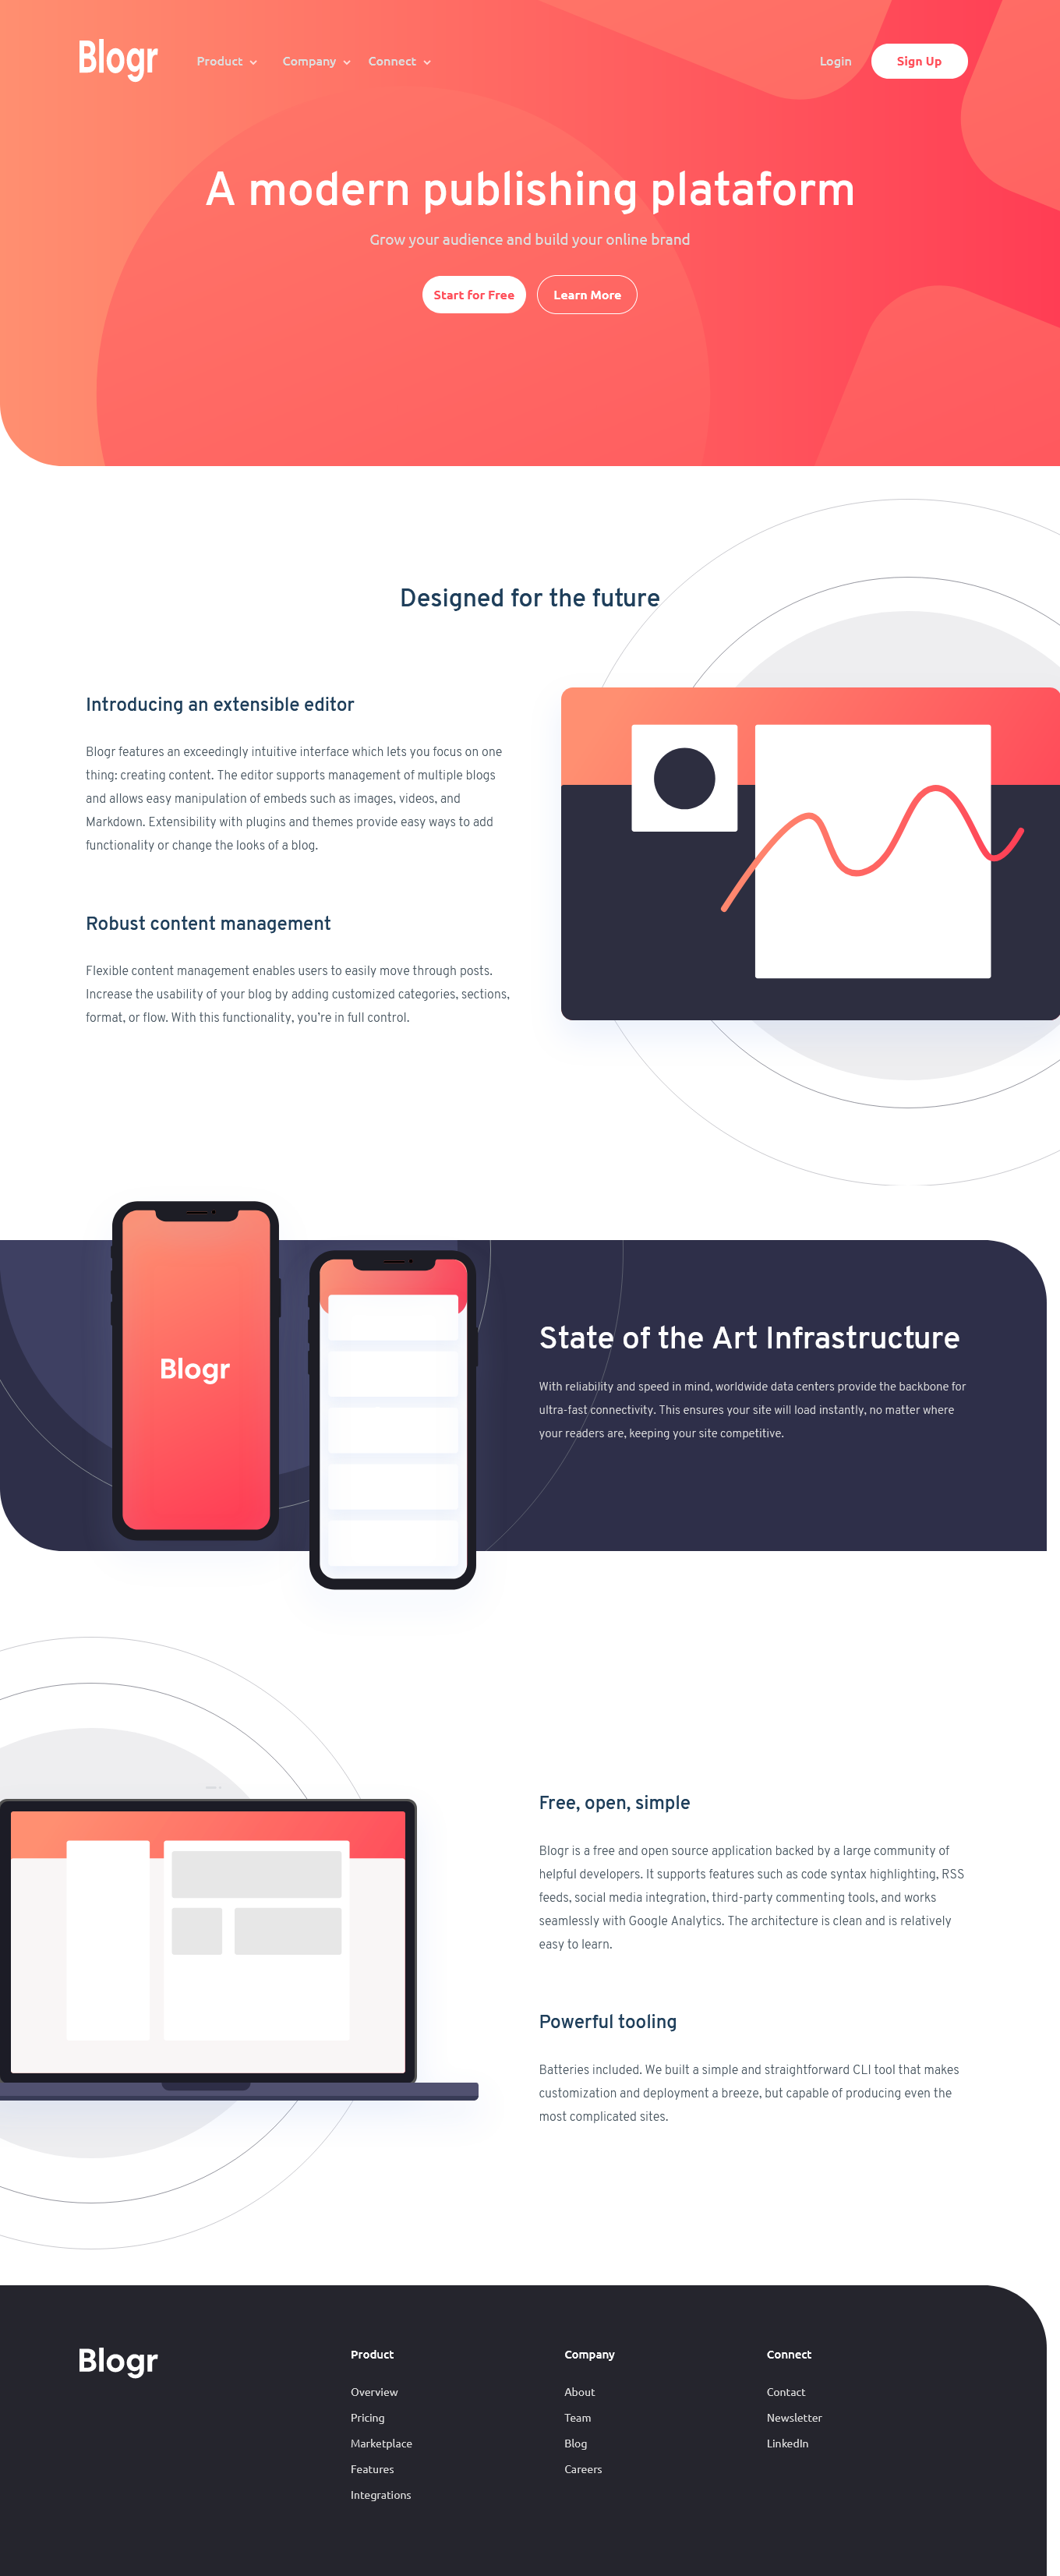 Blogr
Product
Company
Connect
Login
Sign Up
A modern publishing plataform
Grow your audience and build your online brand
Start for Free
Learn More
Designed for the future
Introducing an extensible editor
Blogr features an exceedingly intuitive interface which lets you focus on one
thing: creating content. The editor supports management of multiple blogs
and allows easy manipulation of embeds such as images, videos, and
Markdown. Extensibility with plugins and themes provide easy ways to add
functionality or change the looks of a blog.
Robust content management
Flexible content management enables users to easily move through posts.
Increase the usability of your blog by adding customized categories, sections,
format, or flow. With this functionality, you’re in full control.
Blogr
State of the Art Infrastructure
With reliability and speed in mind, worldwide data centers provide the backbone for
ultra-fast connectivity. This ensures your site will load instantly, no matter where
your readers are, keeping your site competitive.
Free, open, simple
Blogr is a free and open source application backed by a large community of
helpful developers. It supports features such as code syntax highlighting, RSS
feeds, social media integration, third-party commenting tools, and works
seamlessly with Google Analytics. The architecture is clean and is relatively
easy to learn.
Powerful tooling
Batteries included. We built a simple and straightforward CLI tool that makes
customization and deployment a breeze, but capable of producing even the
most complicated sites.
Blogr
Product
Overview
Pricing
Marketplace
Features
Integrations
Company
About
Team
Blog
Careers
Connect
Contact
Newsletter
LinkedIn